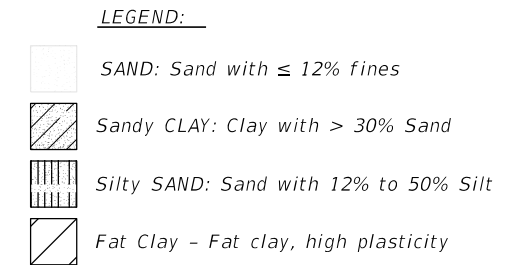 LEGEND:
SAND: Sand with ≤ 12% fines
Sandy CLAY: Clay with > 30% Sand
Silty SAND: Sand with 12% to 50% Silt
Fat Clay - Fat clay, high plasticity